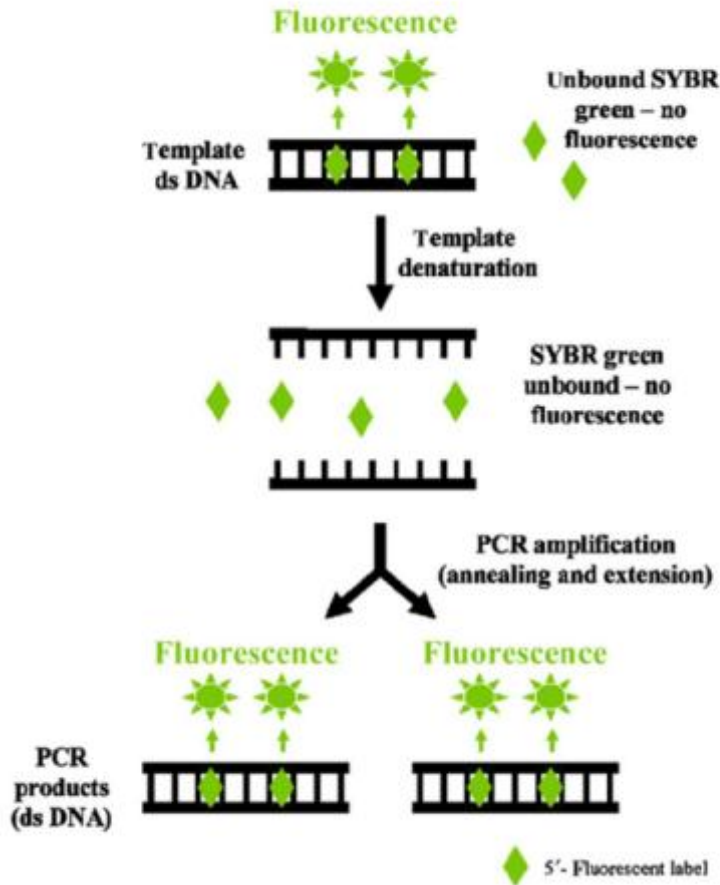 Fluorescence
Unbound SYBR
green – no
fluorescence
Template
ds DNA
Template
denaturation
SYBR green
unbound – no
fluorescence
PCR amplification
(annealing and extension)
Fluorescence
Fluorescence
PCR
products
(ds DNA)
5´- Fluorescent label